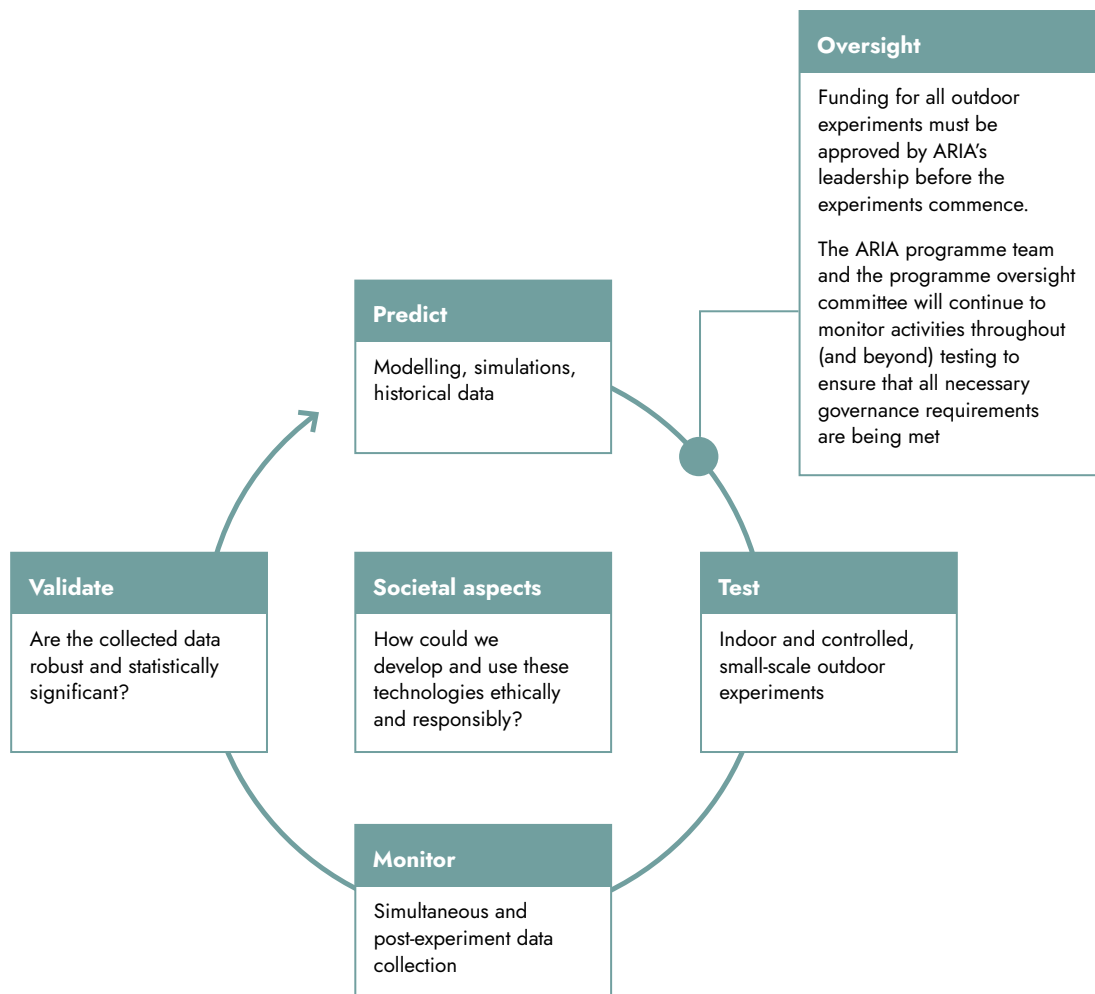 Oversight
Funding for all outdoor
experiments must be
approved by ARIA’s
leadership before the
experiments commence.
The ARIA programme team
and the programme oversight
committee will continue to
monitor activities throughout
(and beyond) testing to
ensure that all necessary
governance requirements
are being met
Predict
Modelling, simulations,
historical data
Validate
Are the collected data
robust and statistically
significant?
Societal aspects
How could we
develop and use these
technologies ethically
and responsibly?
Test
Indoor and controlled,
small-scale outdoor
experiments
Monitor
Simultaneous and
post-experiment data
collection